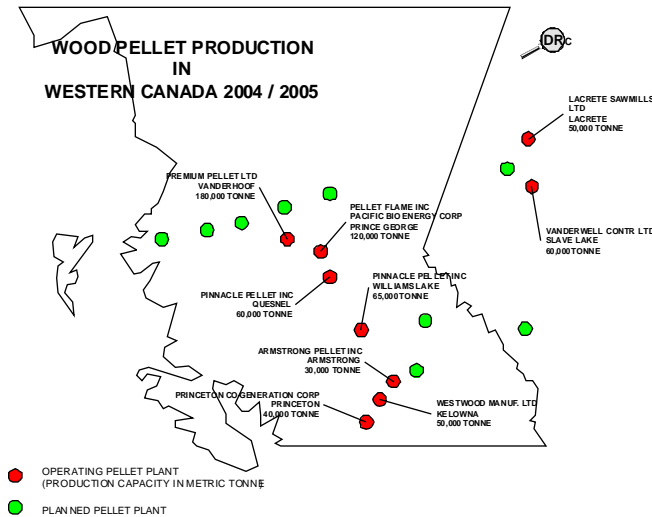 WOOD PELLET PRODUCTION
IN
WESTERN CANADA 2004 / 2005
DRC
LACRETE SAWMILLS
LTD
LACRETE
50,000 TONNE
PREMIUM PELLET LTD
VANDERHOOF
180,000 TONNE
PELLET FLAME INC
PACIFIC BIO ENERGY CORP
PRINCE GEORGE
120,000 TONNE
VANDERWELL CONTR LTD
SLAVE LAKE
60,000 TONNE
PINNACLE PELLET INC
WILLIAMS LAKE
65,000 TONNE
PINNACLE PELLET INC
QUESNEL
60,000 TONNE
ARMSTRONG PELLET INC
ARMSTRONG
30,000 TONNE
PRINCETON COGENERATION CORP
PRINCETON
40,000 TONNE
WESTWOOD MANUF. LTD
KELOWNA
50,000 TONNE
OPERATING PELLET PLANT
(PRODUCTION CAPACITY IN METRIC TONNE
PLANNED PELLET PLANT